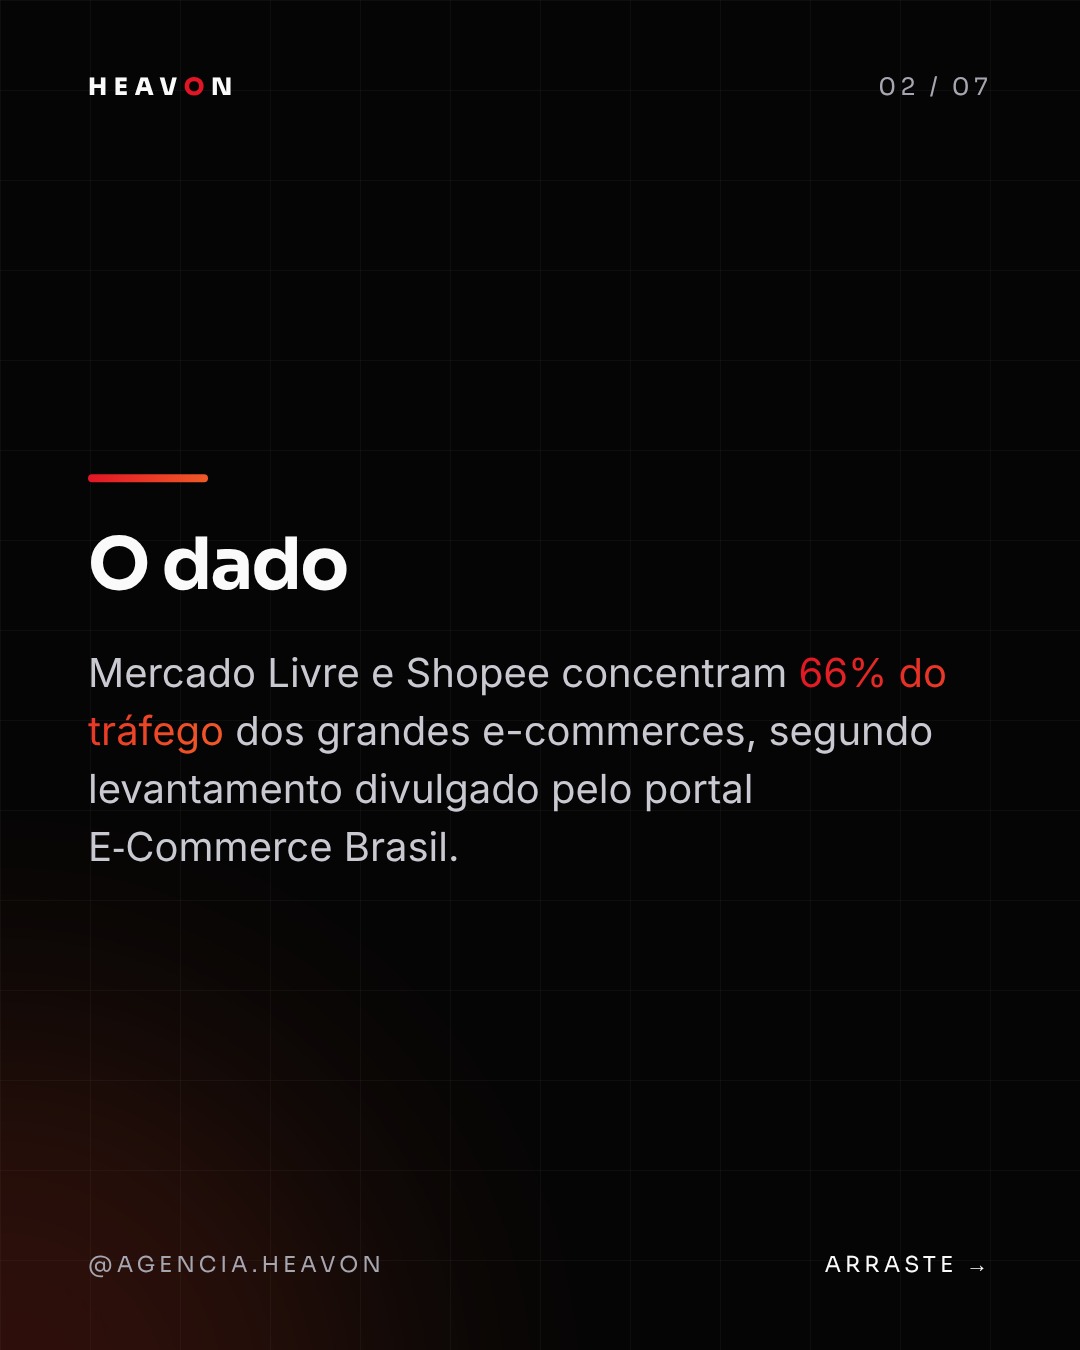 HEAVON
02 / 07
O dado
Mercado Livre e Shopee concentram 66% do
tráfego dos grandes e-commerces, segundo
levantamento divulgado pelo portal
E-Commerce Brasil.
@AGENCIA.HEAVON
ARRASTE →